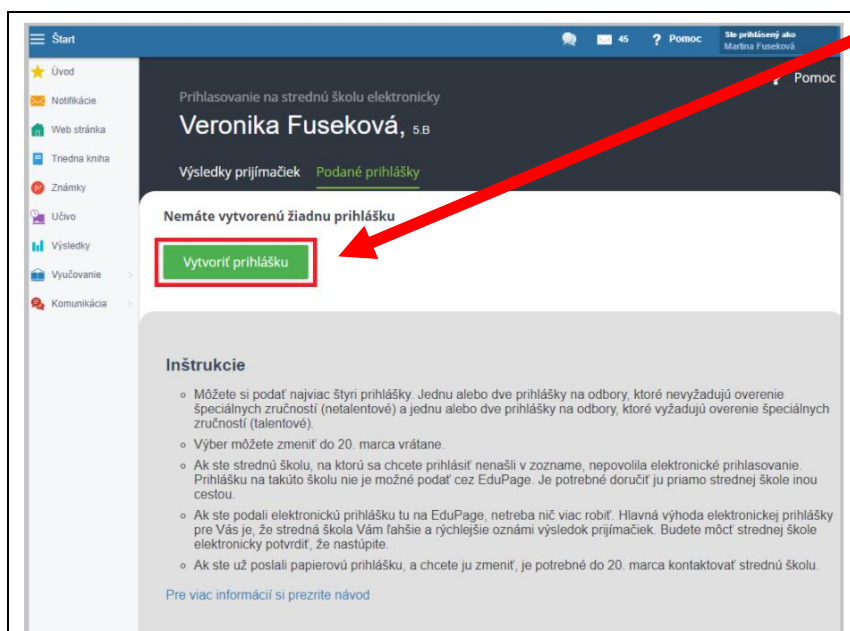 Štart
45
? Pomoc
Ste prihlásený ako
Martina Fuseková
Úvod
Notifikácie
Web stránka
Triedna kniha
Známky
Učivo
Výsledky
Vyučovanie
Komunikácia
? Pomoc
Prihlasovanie na strednú školu elektronicky
Veronika Fuseková, 5.B
Výsledky prijímačiek Podané prihlášky
Nemáte vytvorenú žiadnu prihlášku
Vytvoriť prihlášku
Inštrukcie
Môžete si podať najviac štyri prihlášky. Jednu alebo dve prihlášky na odbory, ktoré nevyžadujú overenie
špeciálnych zručností (netalentové) a jednu alebo dve prihlášky na odbory, ktoré vyžadujú overenie špeciálnych
zručností (talentové).
Výber môžete zmeniť do 20. marca vrátane.
Ak ste strednú školu, na ktorú sa chcete prihlásiť nenašli v zozname, nepovolila elektronické prihlasovanie.
Prihlášku na takúto školu nie je možné podať cez EduPage. Je potrebné doručiť ju priamo strednej škole inou
cestou.
Ak ste podali elektronickú prihlášku tu na EduPage, netreba nič viac robiť. Hlavná výhoda elektronickej prihlášky
pre Vás je, že stredná škola Vám ľahšie a rýchlejšie oznámi výsledok prijímačiek. Budete môcť strednej škole
elektronicky potvrdiť, že nastúpite.
Ak ste už poslali papierovú prihlášku, a chcete ju zmeniť, je potrebné do 20. marca kontaktovať strednú školu.
Pre viac informácií si prezrite návod